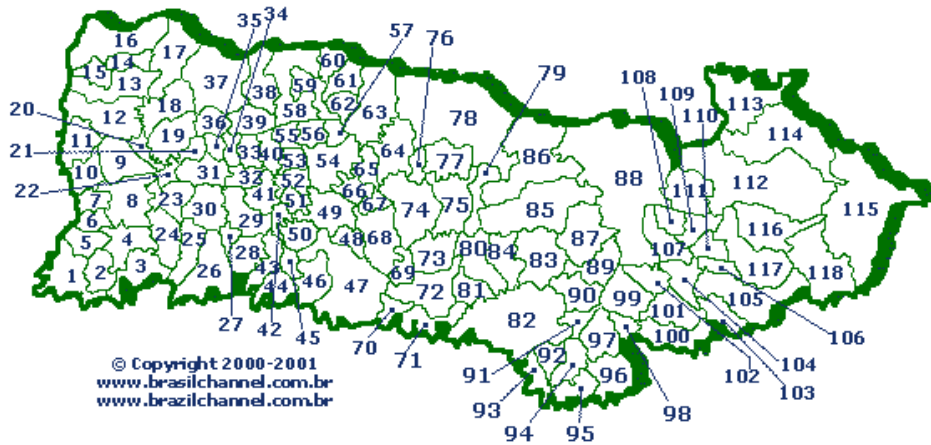 35 34 57 76 79 108 109 110
16 14 15 13 17 37 38 59 60 61 58 62 63 78 113 114
20 12 18 36 39 55 56 86 88
21 11 19 33 40 53 54 64 77 111 112
10 9 31 32 52 65 115
22 7 8 23 30 41 51 66 67 74 75 85 116
6 24 25 29 50 49 48 68 87 107
5 4 28 43 73 80 84 83 89 117 118
1 2 3 26 44 46 47 69 72 81 90 99 101 105
27 42 45 70 71 82 91 97 100 106
92 93 96 98 102 103 104
94 95
© Copyright 2000-2001
www.brasilchannel.com.br
www.brazilchannel.com.br